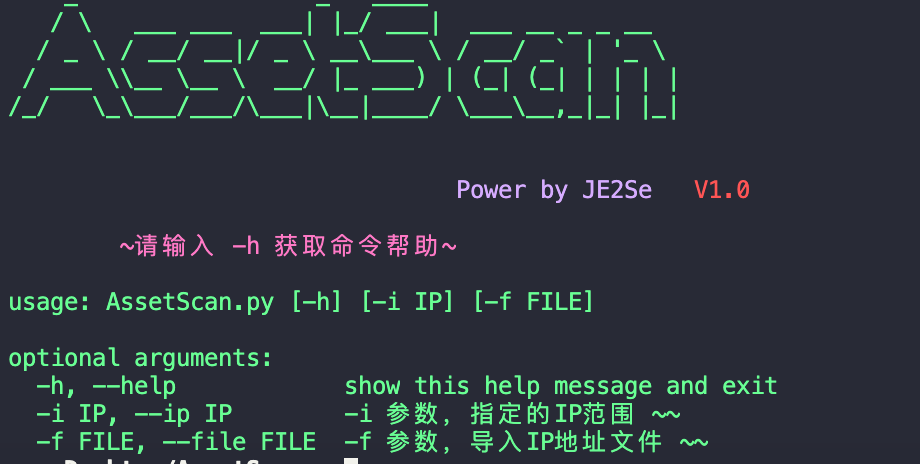 AssetScan
Power by JE2Se V1.0
~请输入 -h 获取命令帮助~
usage: AssetScan.py [-h] [-i IP] [-f FILE]
optional arguments:
-h, --help show this help message and exit
-i IP, --ip IP -i 参数，指定的IP范围 ~~
-f FILE, --file FILE -f 参数，导入IP地址文件 ~~